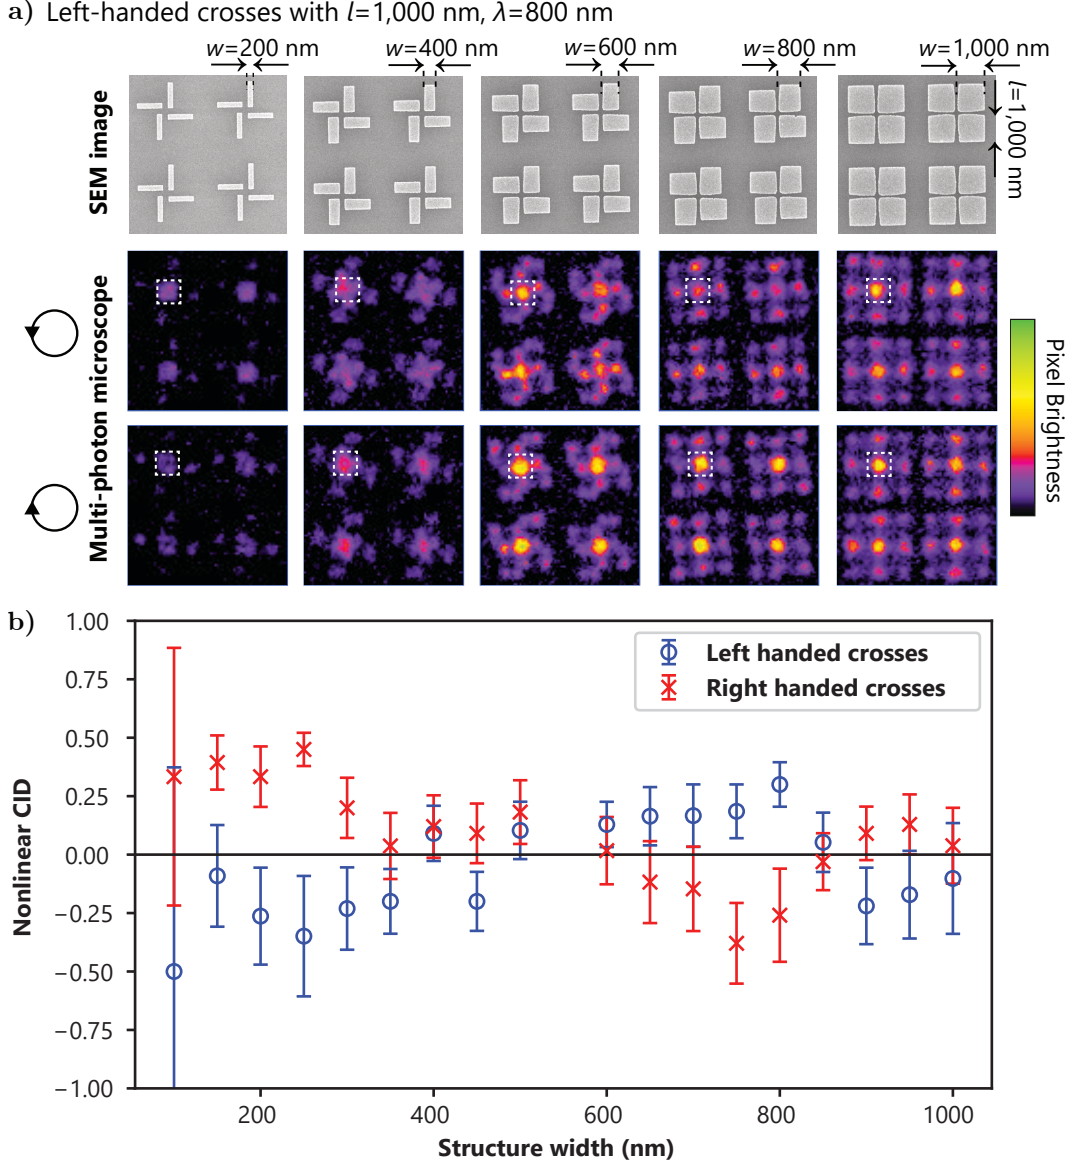 a) Left-handed crosses with l=1,000 nm, λ=800 nm
w=200 nm
w=400 nm
w=600 nm
w=800 nm
w=1,000 nm
SEM image
l=1,000 nm
Multi-photon microscope
Pixel Brightness
b)
1.00
0.75
0.50
0.25
0.00
−0.25
−0.50
−0.75
−1.00
Nonlinear CID
Left handed crosses
Right handed crosses
200
400
600
800
1000
Structure width (nm)